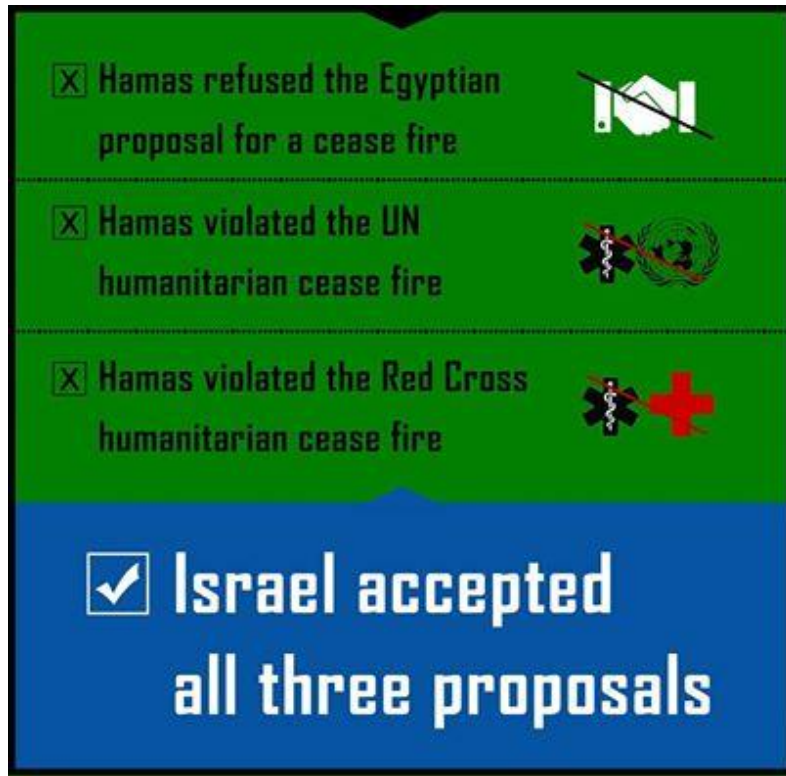 Hamas refused the Egyptian
proposal for a cease fire
Hamas violated the UN
humanitarian cease fire
Hamas violated the Red Cross
humanitarian cease fire
Israel accepted
all three proposals